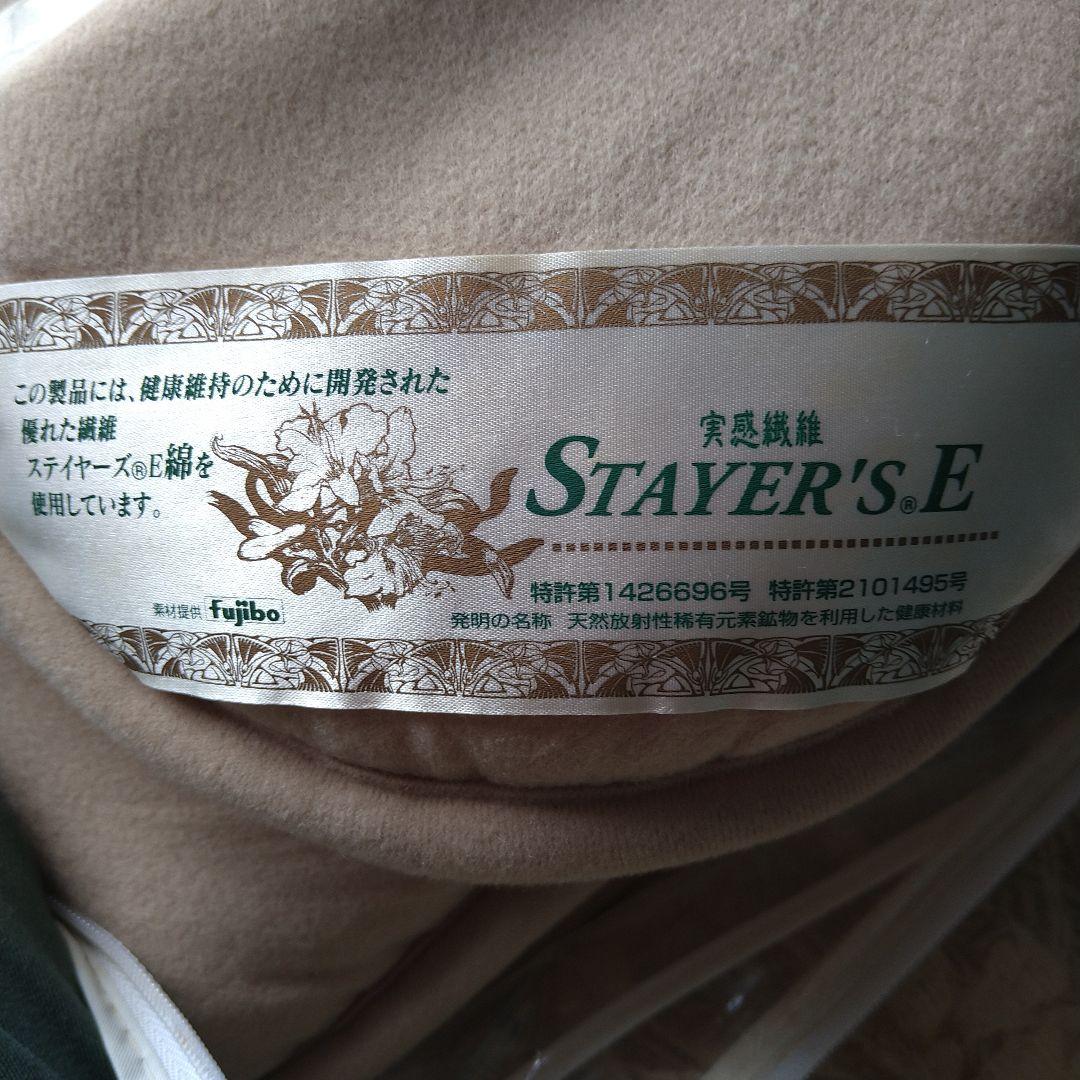 この製品には、健康維持のために開発された
優れた繊維
ステイヤーズ®E綿を
使用しています。
素材提供 fujibo
実感繊維
STAYER'S®E
特許第1426696号 特許第2101495号
発明の名称 天然放射性稀有元素鉱物を利用した健康材料